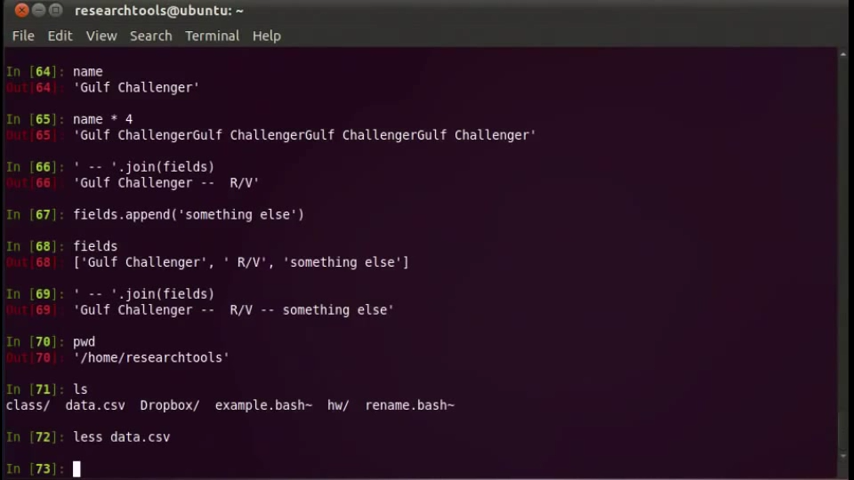 researchtools@ubuntu: ~
File Edit View Search Terminal Help
In [64]: name
Out[64]: 'Gulf Challenger'
In [65]: name * 4
Out[65]: 'Gulf ChallengerGulf ChallengerGulf ChallengerGulf Challenger'
In [66]: ' -- '.join(fields)
Out[66]: 'Gulf Challenger --  R/V'
In [67]: fields.append('something else')
In [68]: fields
Out[68]: ['Gulf Challenger', ' R/V', 'something else']
In [69]: ' -- '.join(fields)
Out[69]: 'Gulf Challenger --  R/V -- something else'
In [70]: pwd
Out[70]: '/home/researchtools'
In [71]: ls
class/  data.csv  Dropbox/  example.bash~  hw/  rename.bash~
In [72]: less data.csv
In [73]: